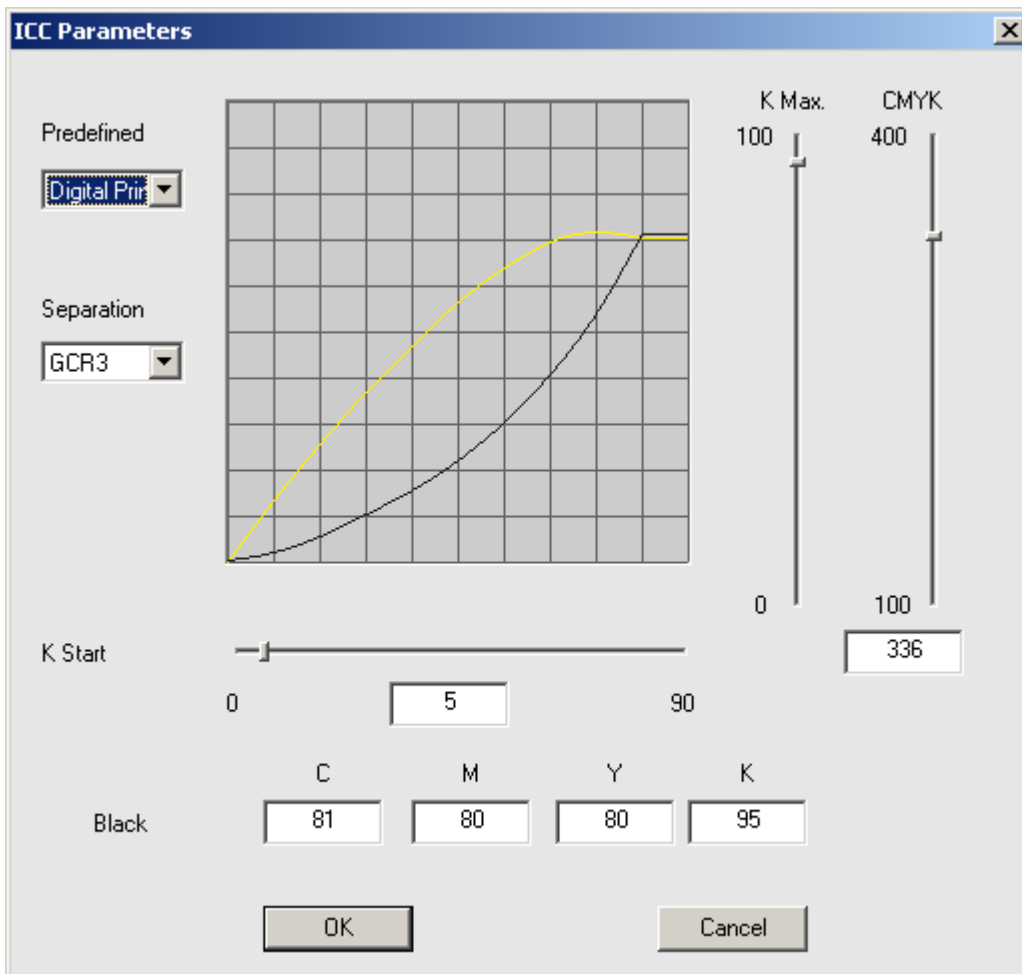 ICC Parameters
K Max. CMYK
Predefined 100 400
Digital Prin
Separation
GCR3
0 100
K Start 336
0 5 90
C M Y K
Black 81 80 80 95
OK Cancel